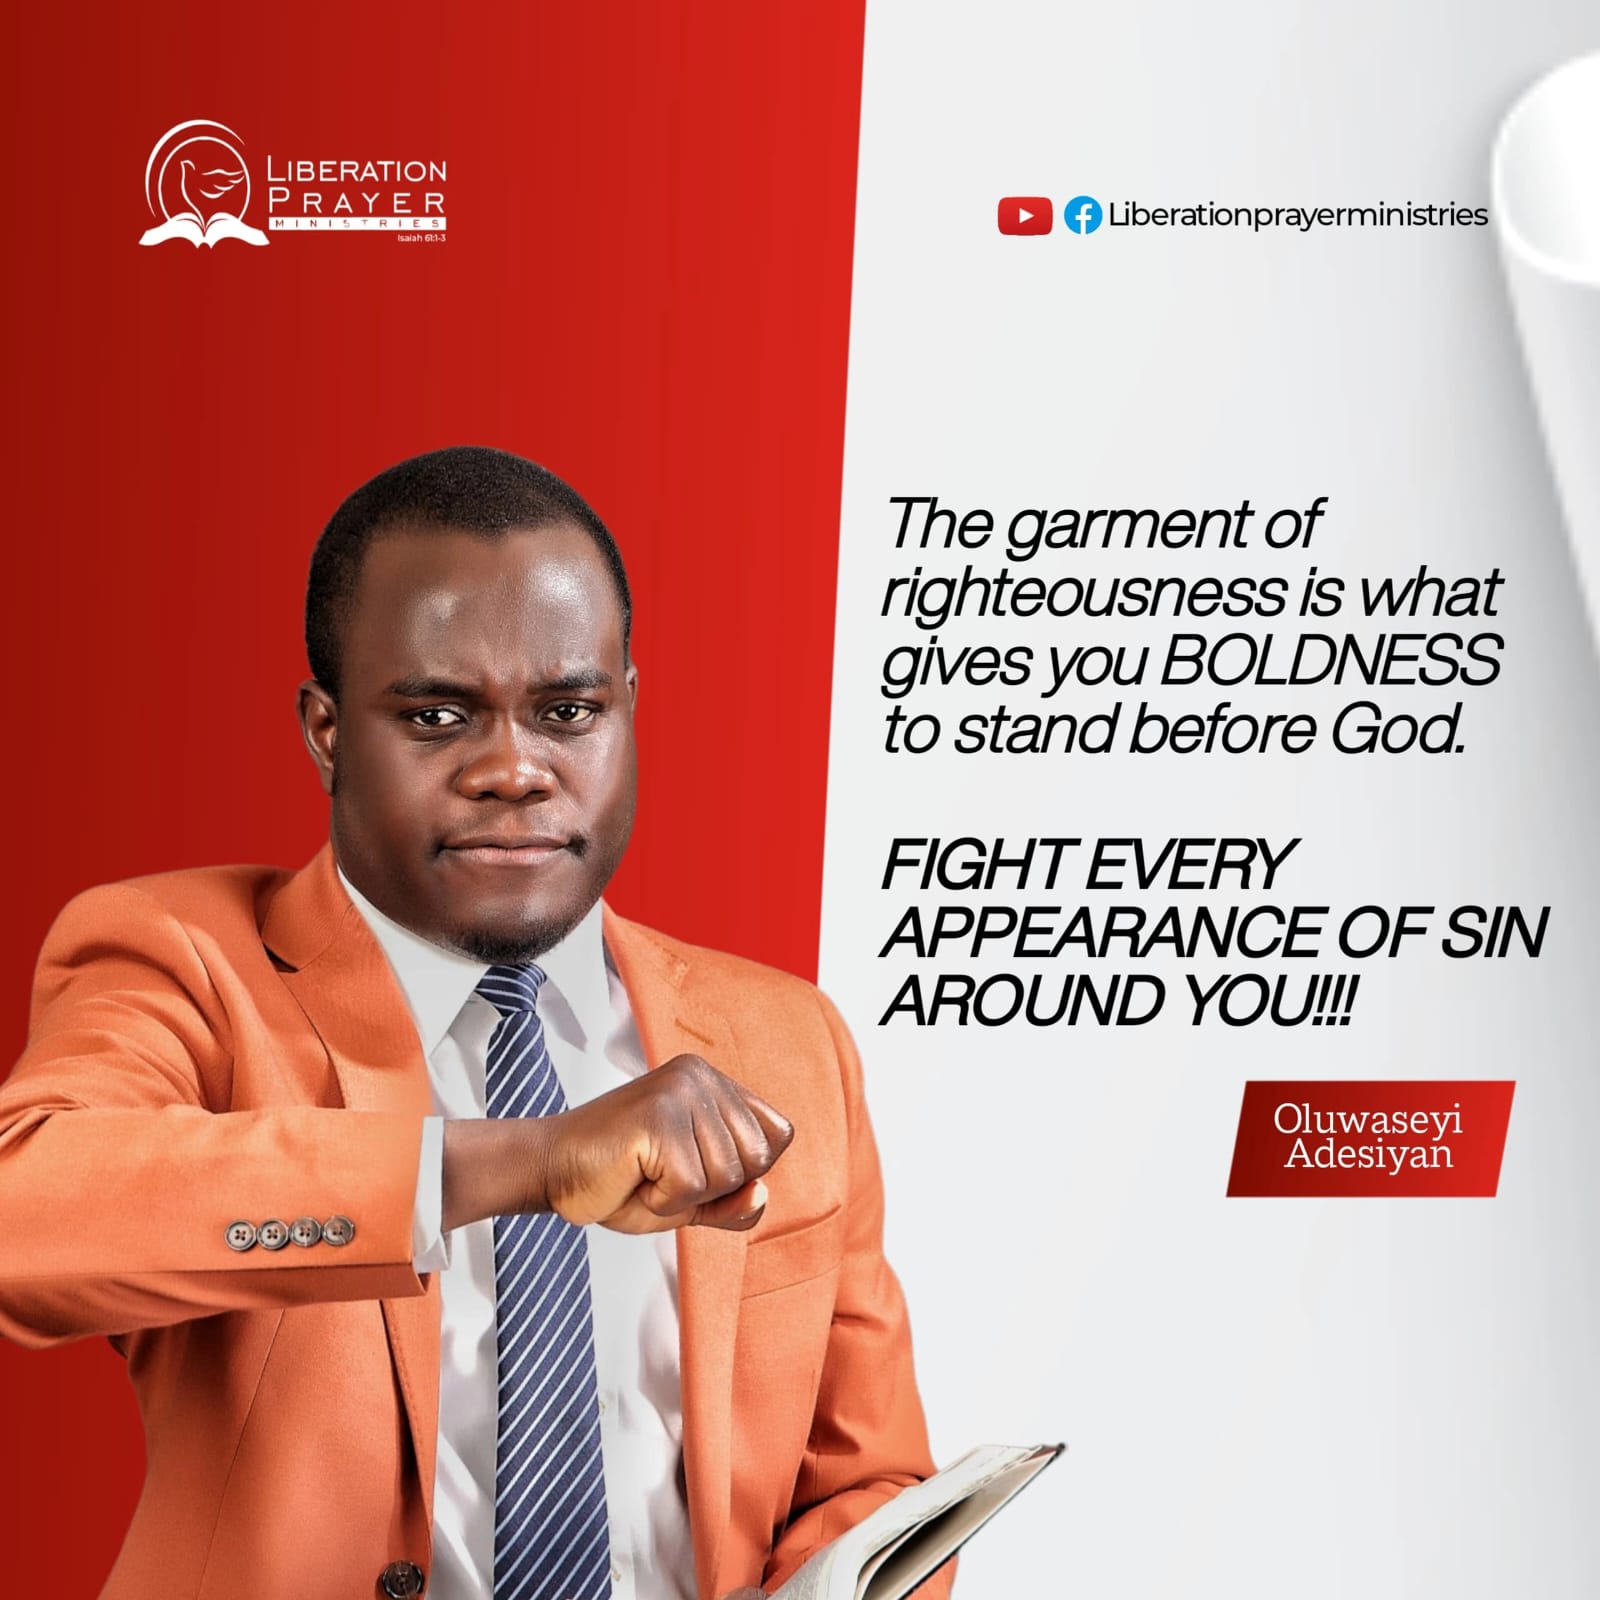 LIBERATION
PRAYER
MINISTRIES
Isaiah 61:1-3
Liberationprayerministries
The garment of
righteousness is what
gives you BOLDNESS
to stand before God.
FIGHT EVERY
APPEARANCE OF SIN
AROUND YOU!!!
Oluwaseyi
Adesiyan